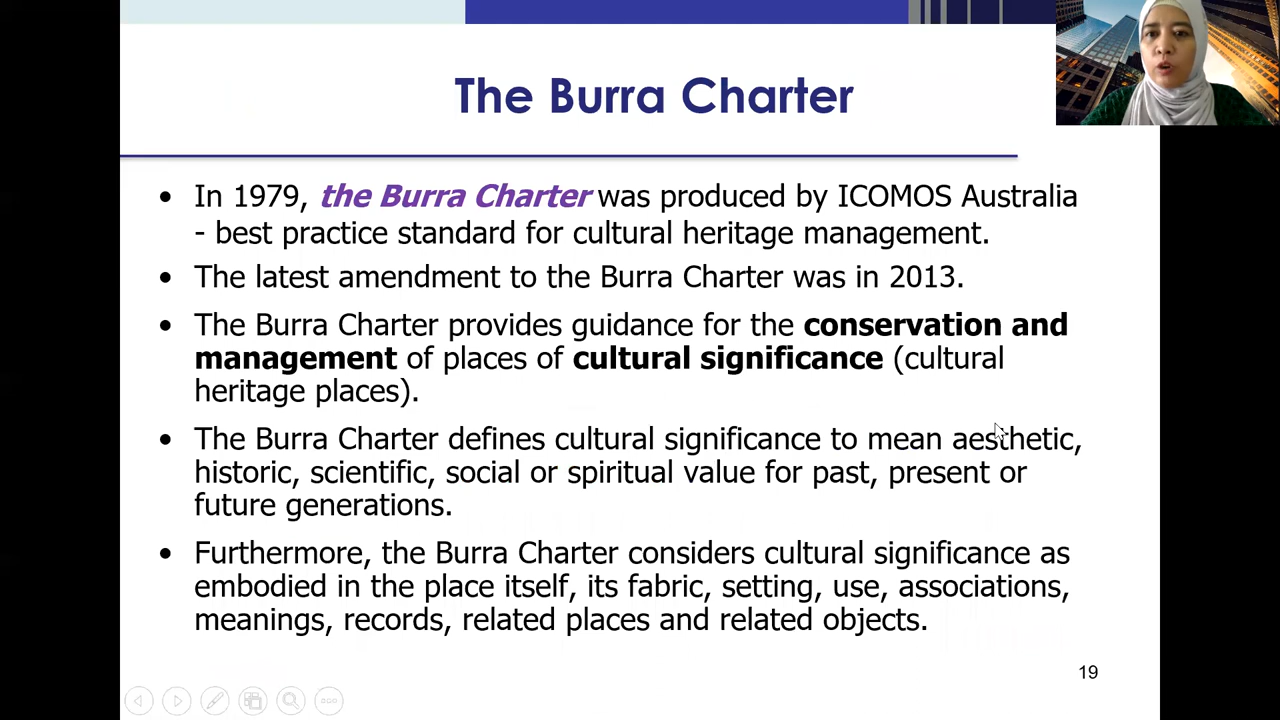 The Burra Charter
• In 1979, the Burra Charter was produced by ICOMOS Australia
- best practice standard for cultural heritage management.
• The latest amendment to the Burra Charter was in 2013.
• The Burra Charter provides guidance for the conservation and
management of places of cultural significance (cultural
heritage places).
• The Burra Charter defines cultural significance to mean aesthetic,
historic, scientific, social or spiritual value for past, present or
future generations.
• Furthermore, the Burra Charter considers cultural significance as
embodied in the place itself, its fabric, setting, use, associations,
meanings, records, related places and related objects.
19